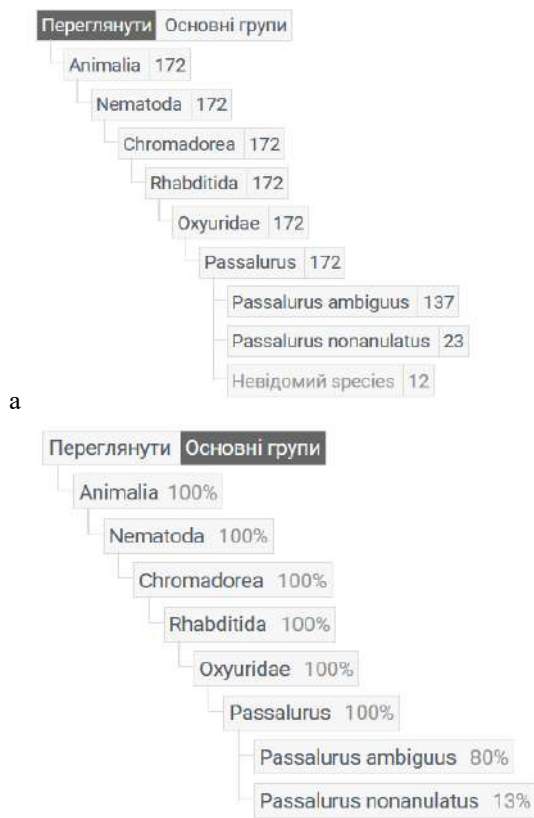 Переглянути Основні групи
Animalia 172
Nematoda 172
Chromadorea 172
Rhabditida 172
Oxyuridae 172
Passalurus 172
Passalurus ambiguus 137
Passalurus nonanulatus 23
Невідомий species 12
а
Переглянути Основні групи
Animalia 100%
Nematoda 100%
Chromadorea 100%
Rhabditida 100%
Oxyuridae 100%
Passalurus 100%
Passalurus ambiguus 80%
Passalurus nonanulatus 13%